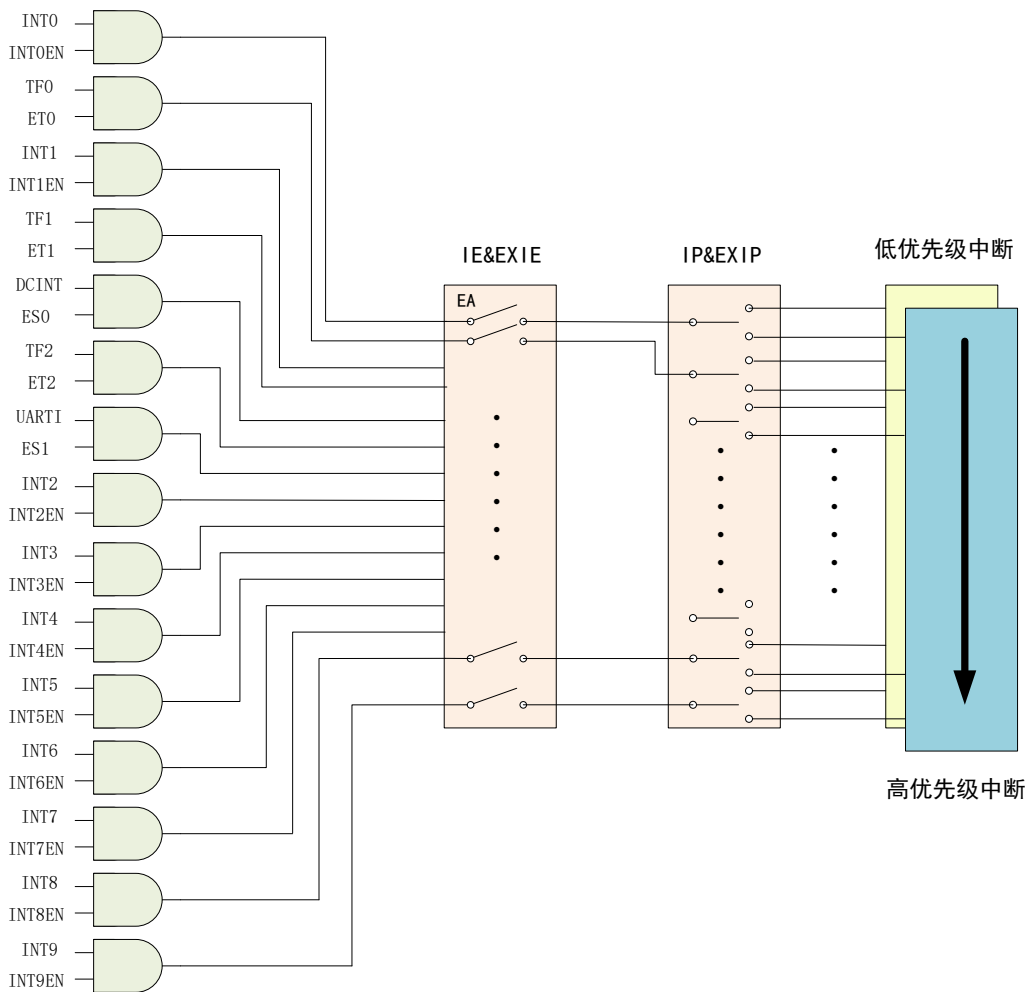 INT0
INT0EN
TF0
ET0
INT1
INT1EN
TF1
ET1
DCINT
ES0
TF2
ET2
UARTI
ES1
INT2
INT2EN
INT3
INT3EN
INT4
INT4EN
INT5
INT5EN
INT6
INT6EN
INT7
INT7EN
INT8
INT8EN
INT9
INT9EN
IE&EXIE
EA
IP&EXIP
低优先级中断
高优先级中断